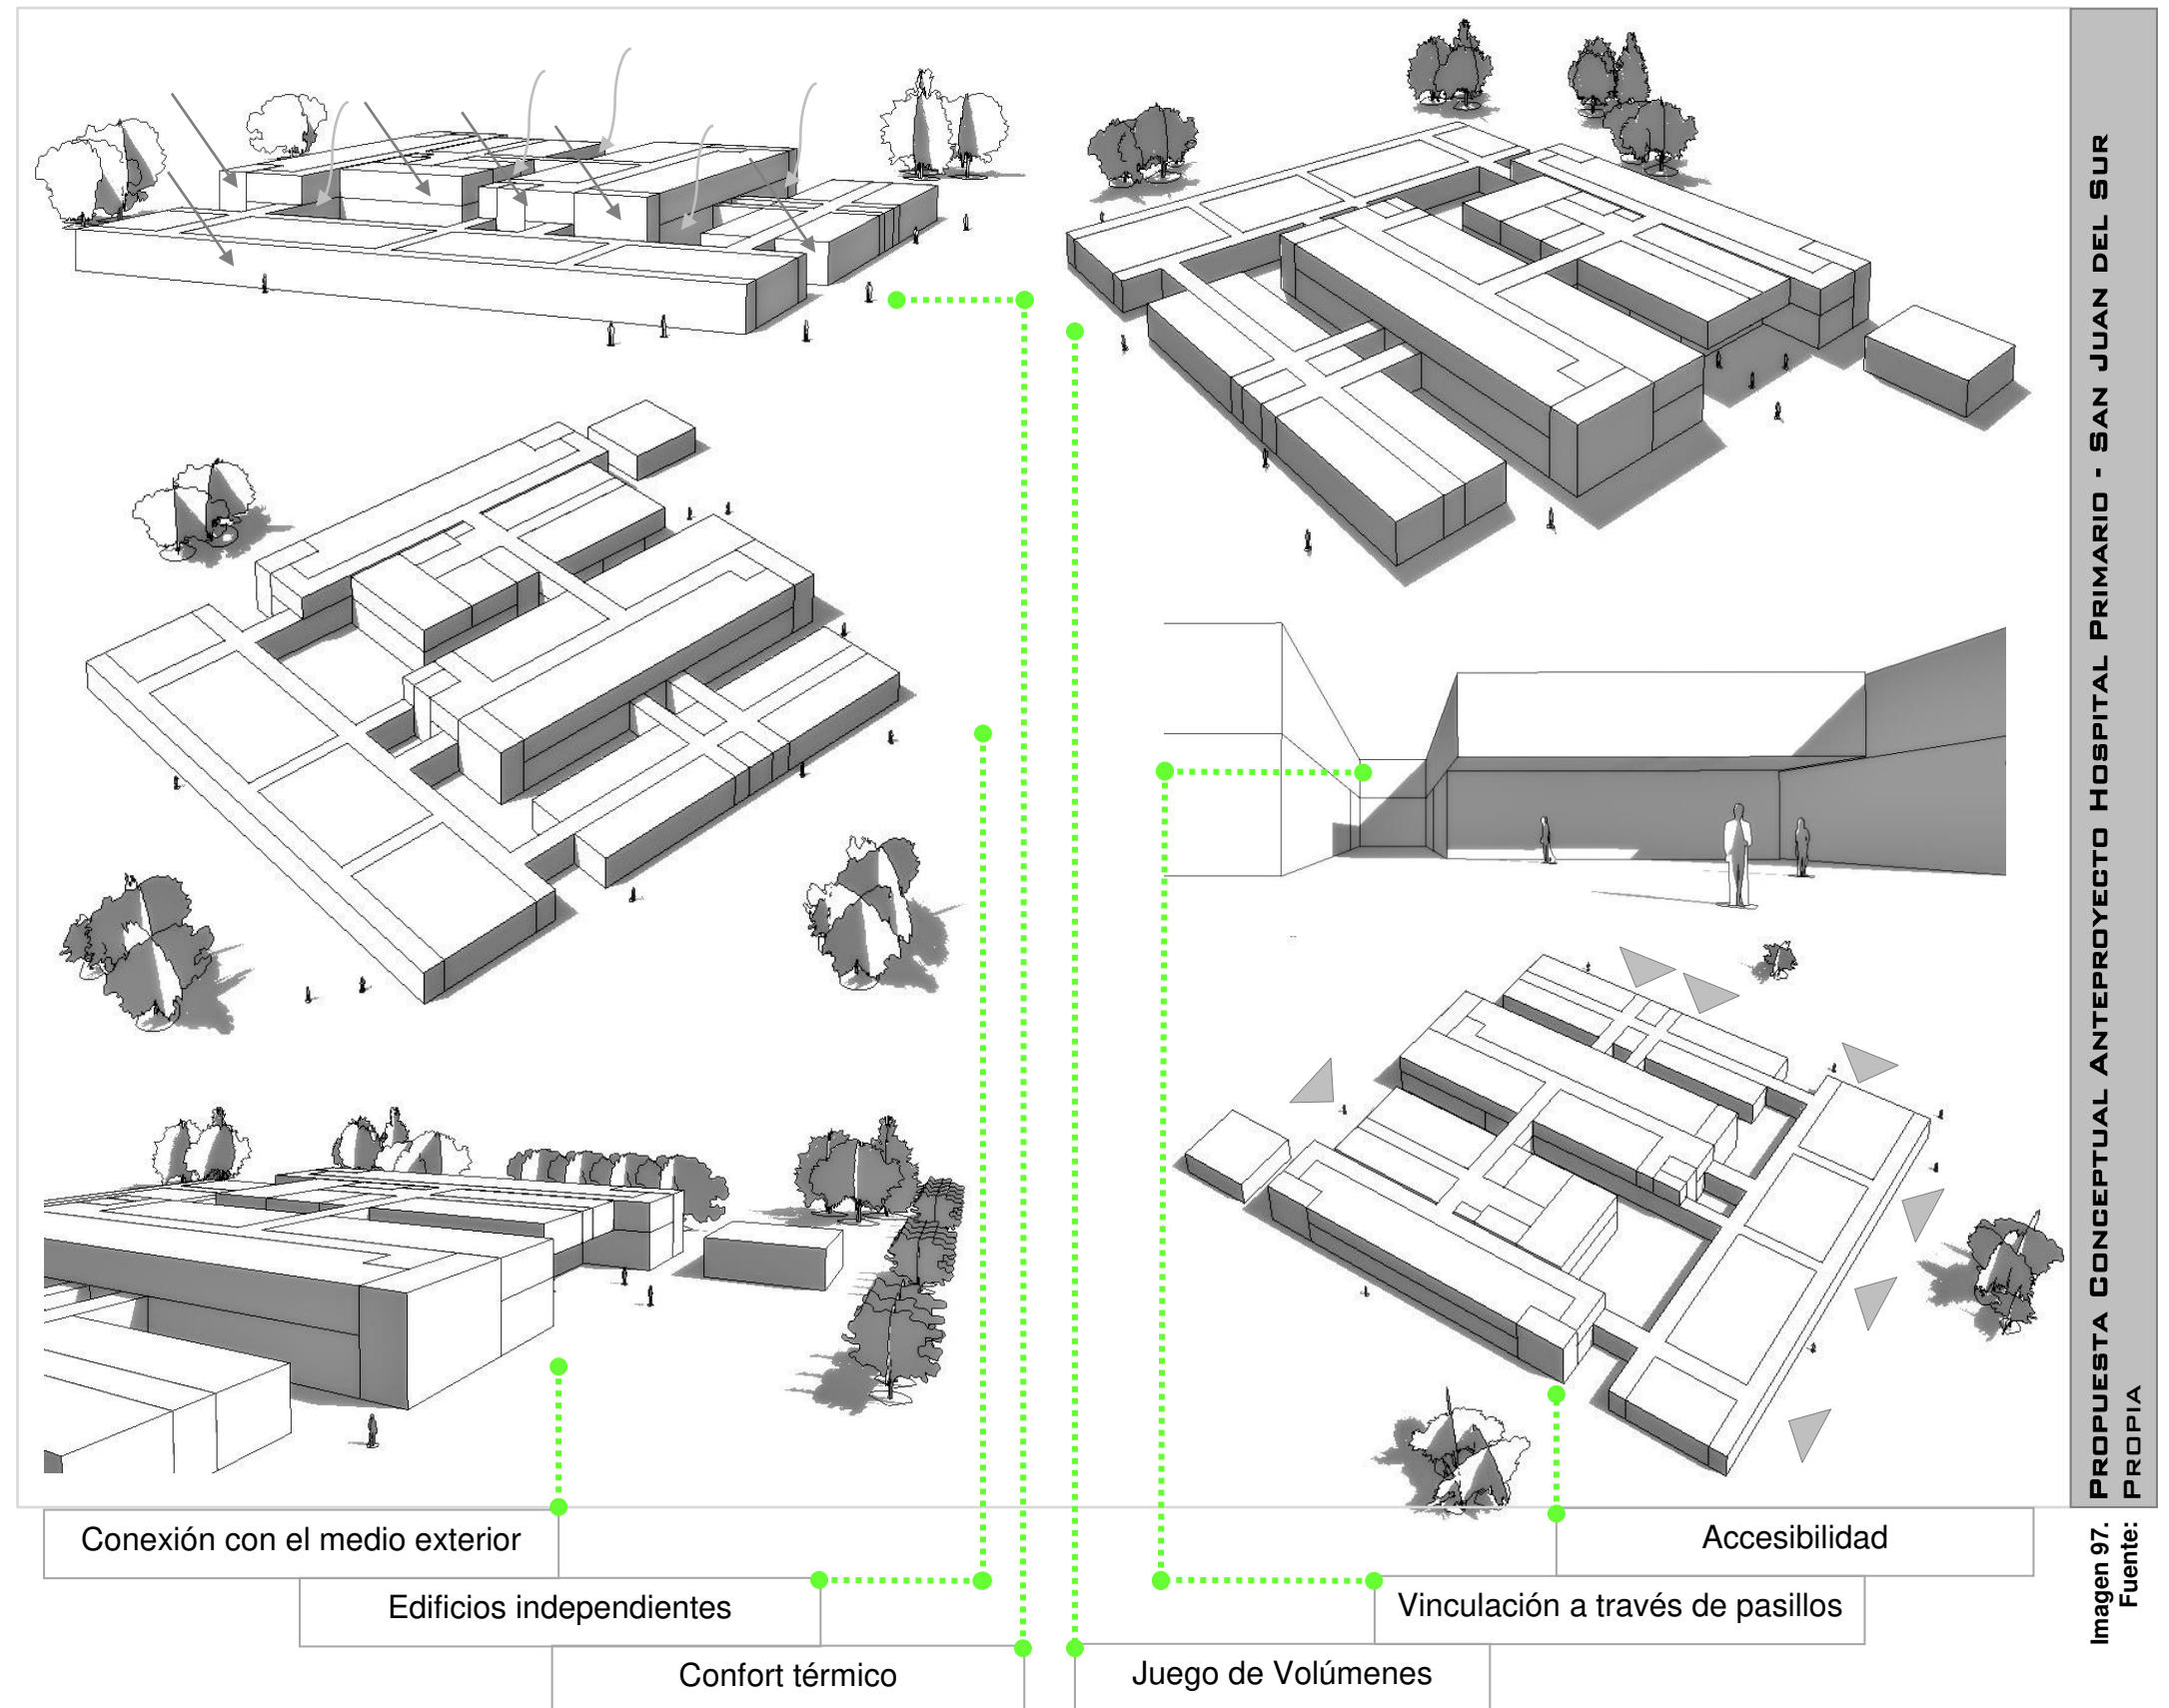 Conexión con el medio exterior
Edificios independientes
Confort térmico
Accesibilidad
Vinculación a través de pasillos
Juego de Volúmenes
Imagen 97. PROPUESTA CONCEPTUAL ANTEPROYECTO HOSPITAL PRIMARIO - SAN JUAN DEL SUR
Fuente: PROPIA